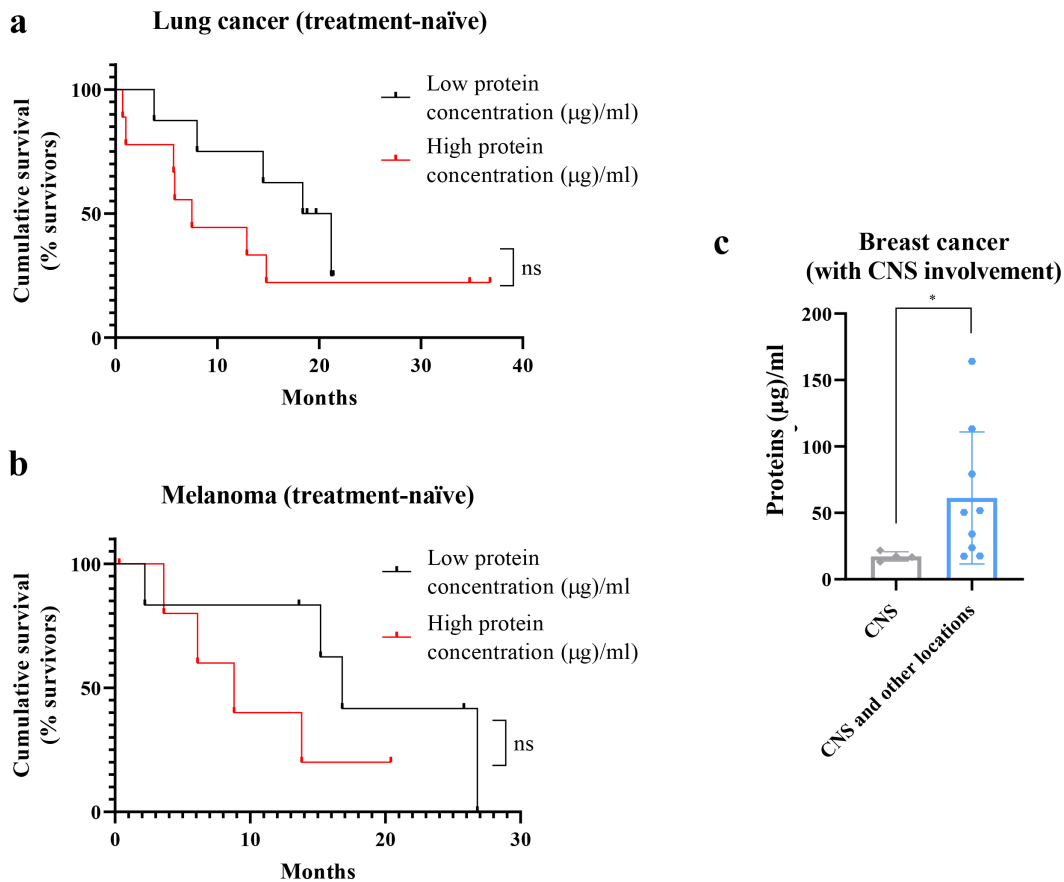 a
Lung cancer (treatment-naïve)
Cumulative survival
(% survivors)
100
50
0
0 10 20 30 40
Months
Low protein
concentration (μg)/ml)
High protein
concentration (μg)/ml)
ns
b
Melanoma (treatment-naïve)
Cumulative survival
(% survivors)
100
50
0
0 10 20 30
Months
Low protein
concentration (μg)/ml
High protein
concentration (μg)/ml)
ns
c
Breast cancer
(with CNS involvement)
*
Proteins (μg)/ml
200
150
100
50
0
CNS
CNS and other locations